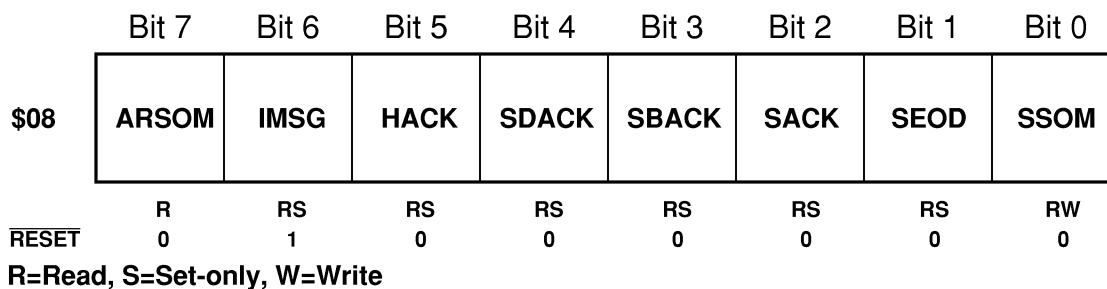 Bit 7 Bit 6 Bit 5 Bit 4 Bit 3 Bit 2 Bit 1 Bit 0
$08 ARSOM IMSG HACK SDACK SBACK SACK SEOD SSOM
R RS RS RS RS RS RS RW
RESET 0 1 0 0 0 0 0 0
R=Read, S=Set-only, W=Write